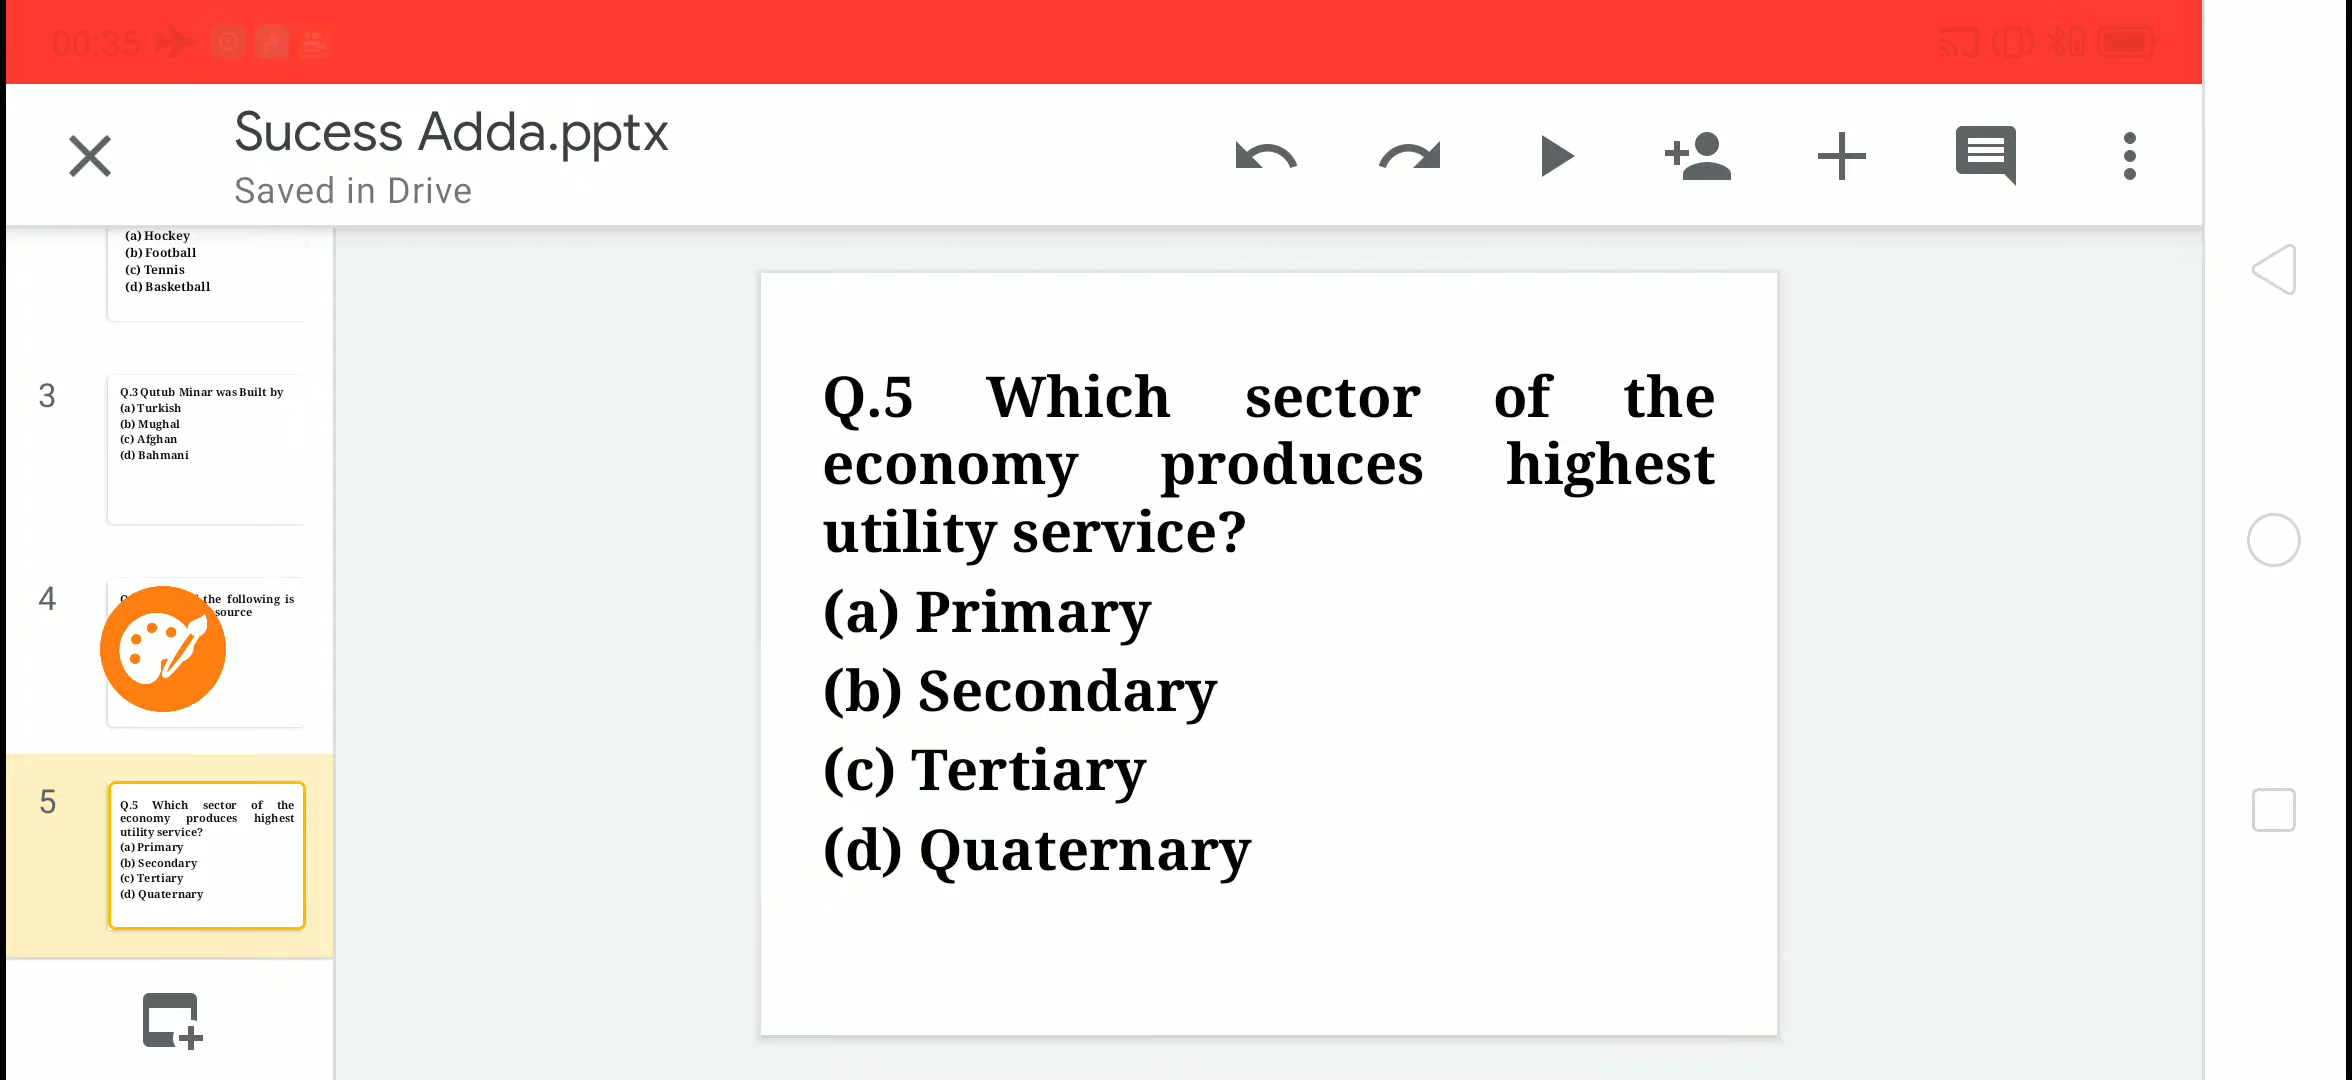 00:35
Sucess Adda.pptx
Saved in Drive
(a) Hockey
(b) Football
(c) Tennis
(d) Basketball
3
Q.3 Qutub Minar was Built by
(a) Turkish
(b) Mughal
(c) Afghan
(d) Bahmani
4
the following is
source
5
Q.5 Which sector of the
economy produces highest
utility service?
(a) Primary
(b) Secondary
(c) Tertiary
(d) Quaternary
Q.5 Which sector of the
economy produces highest
utility service?
(a) Primary
(b) Secondary
(c) Tertiary
(d) Quaternary